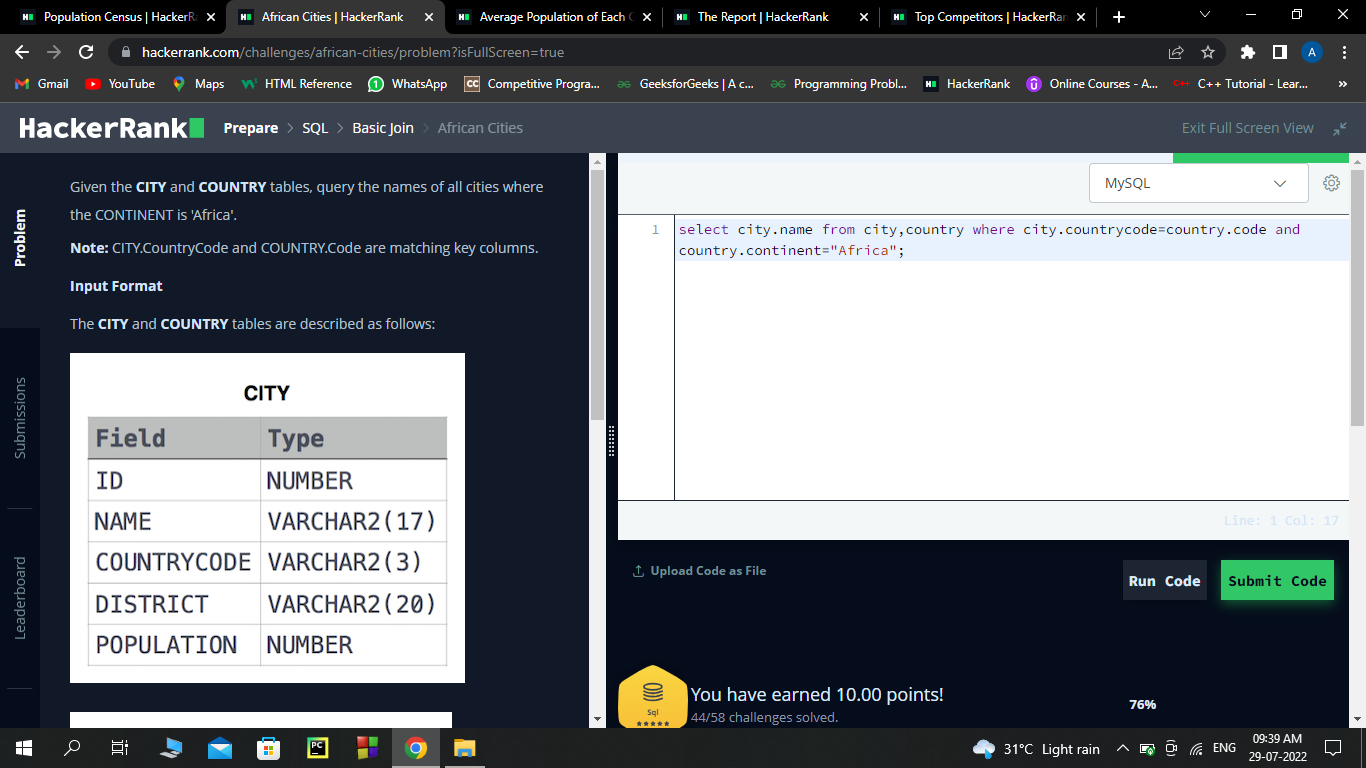 Population Census | HackerR
African Cities | HackerRank
Average Population of Each C
The Report | HackerRank
Top Competitors | HackerRan
hackerrank.com/challenges/african-cities/problem?isFullScreen=true
A
Gmail
YouTube
Maps
HTML Reference
WhatsApp
CC Competitive Progra...
GeeksforGeeks | A c...
Programming Probl...
HackerRank
Online Courses - A...
C++ Tutorial - Lear...
»
HackerRank
Prepare > SQL > Basic Join > African Cities
Exit Full Screen View
Problem
Submissions
Leaderboard
Given the CITY and COUNTRY tables, query the names of all cities where
the CONTINENT is 'Africa'.
Note: CITY.CountryCode and COUNTRY.Code are matching key columns.
Input Format
The CITY and COUNTRY tables are described as follows:
CITY
Field Type
ID NUMBER
NAME VARCHAR2(17)
COUNTRYCODE VARCHAR2(3)
DISTRICT VARCHAR2(20)
POPULATION NUMBER
MySQL
1 select city.name from city,country where city.countrycode=country.code and
country.continent="Africa";
Line: 1 Col: 17
Upload Code as File
Run Code
Submit Code
Sql
You have earned 10.00 points!
44/58 challenges solved.
76%
PC
31°C Light rain
ENG
09:39 AM
29-07-2022